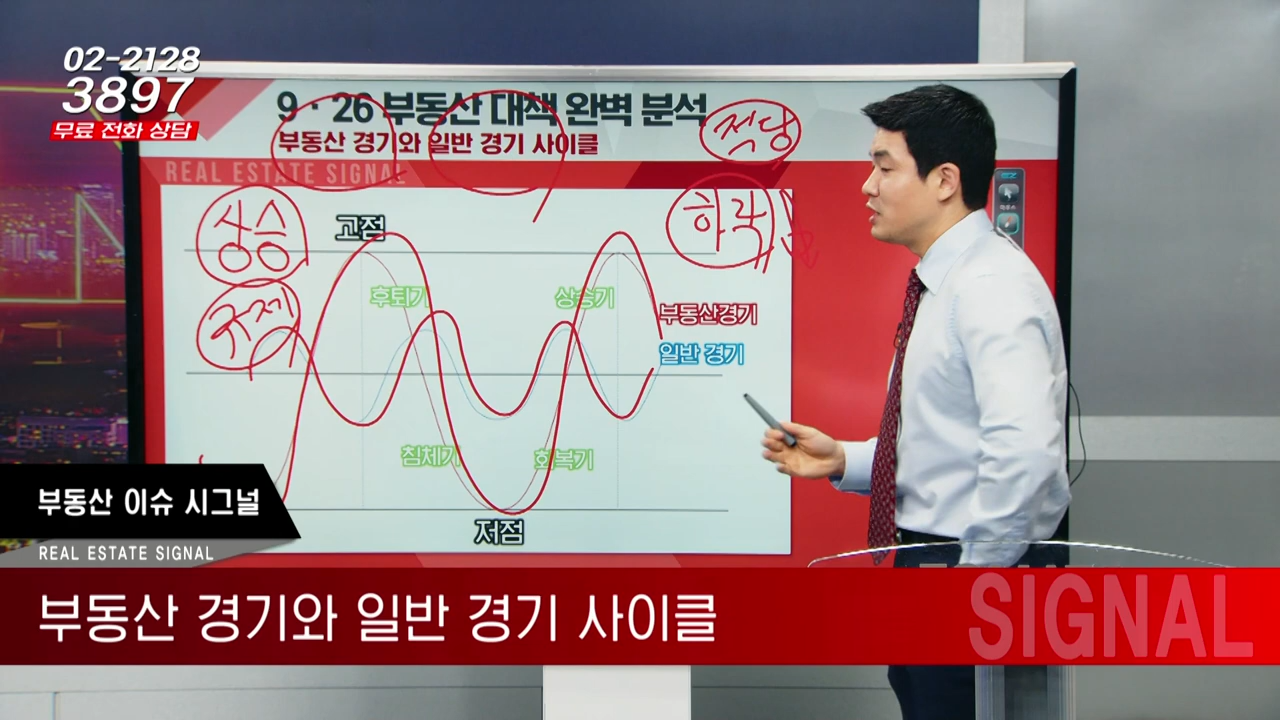 02-2128
3897
무료 전화 상담
9·26 부동산 대책 완벽 분석
부동산 경기와 일반 경기 사이클
적당
REAL ESTATE SIGNAL
상승
고점
하락
후퇴기
상승기
부동산경기
일반 경기
침체기
회복기
저점
부동산 이슈 시그널
REAL ESTATE SIGNAL
부동산 경기와 일반 경기 사이클
SIGNAL